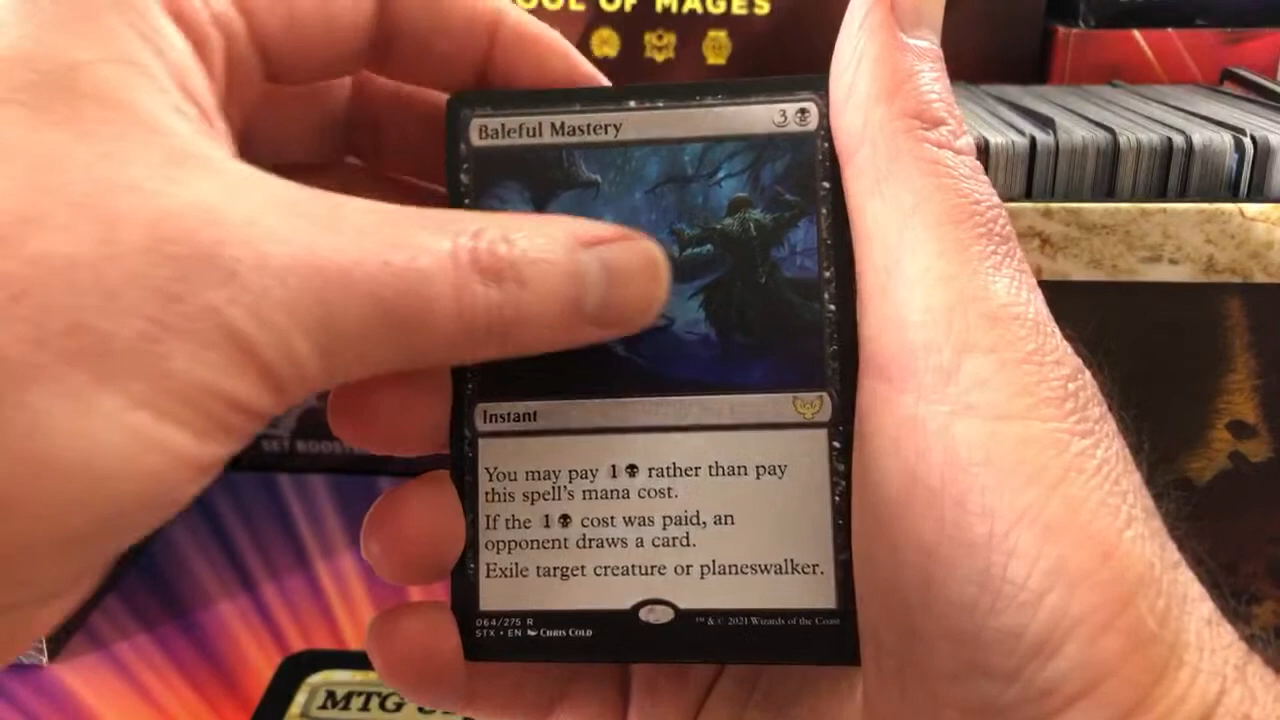 OOL OF MAGES
Baleful Mastery 3
Instant
You may pay 1 rather than pay
this spell's mana cost.
If the 1 cost was paid, an
opponent draws a card.
Exile target creature or planeswalker.
064/275 R
STX • EN CHRIS COLD
™ & © 2021 Wizards of the Coast
SET BOOST
MTG